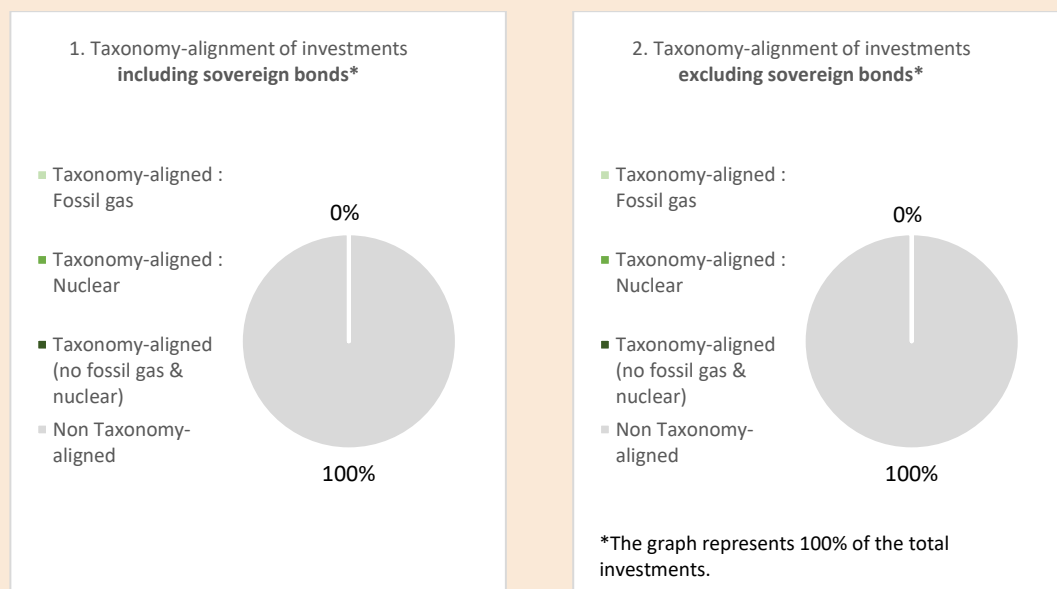 1. Taxonomy-alignment of investments
including sovereign bonds*
Taxonomy-aligned :
Fossil gas
Taxonomy-aligned :
Nuclear
Taxonomy-aligned
(no fossil gas &
nuclear)
Non Taxonomy-
aligned
0%
100%
2. Taxonomy-alignment of investments
excluding sovereign bonds*
Taxonomy-aligned :
Fossil gas
Taxonomy-aligned :
Nuclear
Taxonomy-aligned
(no fossil gas &
nuclear)
Non Taxonomy-
aligned
0%
100%
*The graph represents 100% of the total
investments.